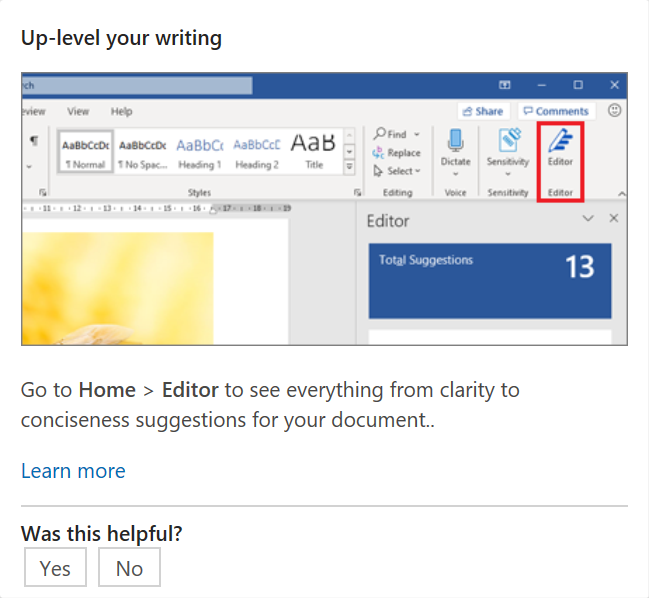 Up-level your writing
rch
eview View Help Share Comments
AaBbCcDc AaBbCcDc AaBbCc AaBbCcC AaB
¶ Normal ¶ No Spac... Heading 1 Heading 2 Title
Find
Replace
Select
Dictate
Sensitivity
Editor
Styles Editing Voice Sensitivity Editor
11 12 13 14 15 16 17 18 19
Editor
Total Suggestions 13
Go to Home > Editor to see everything from clarity to
conciseness suggestions for your document..
Learn more
Was this helpful?
Yes No